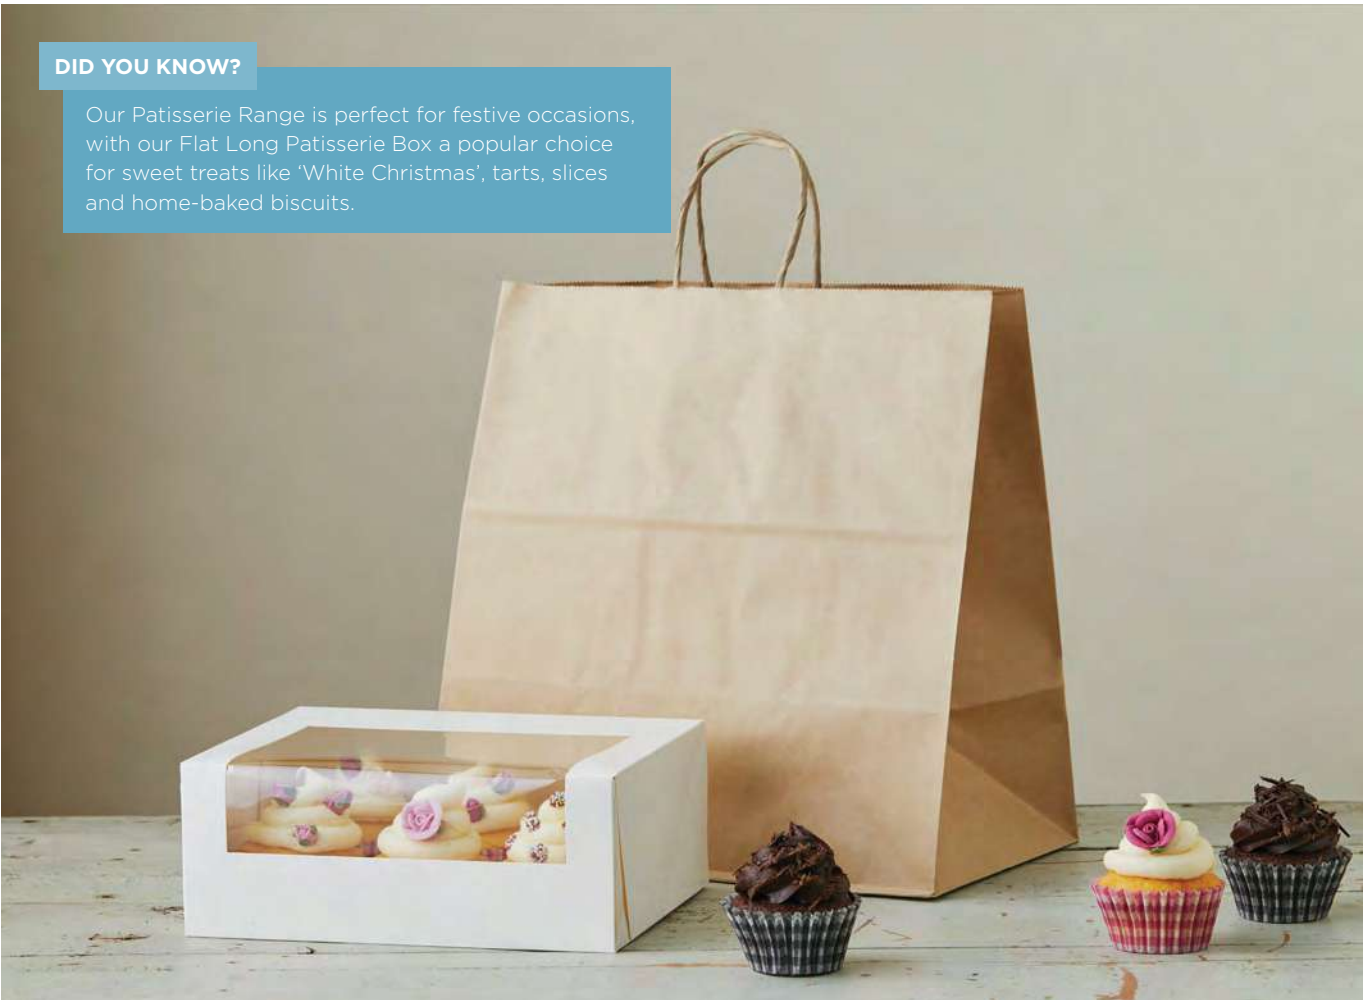 DID YOU KNOW?
Our Patisserie Range is perfect for festive occasions,
with our Flat Long Patisserie Box a popular choice
for sweet treats like ‘White Christmas’, tarts, slices
and home-baked biscuits.